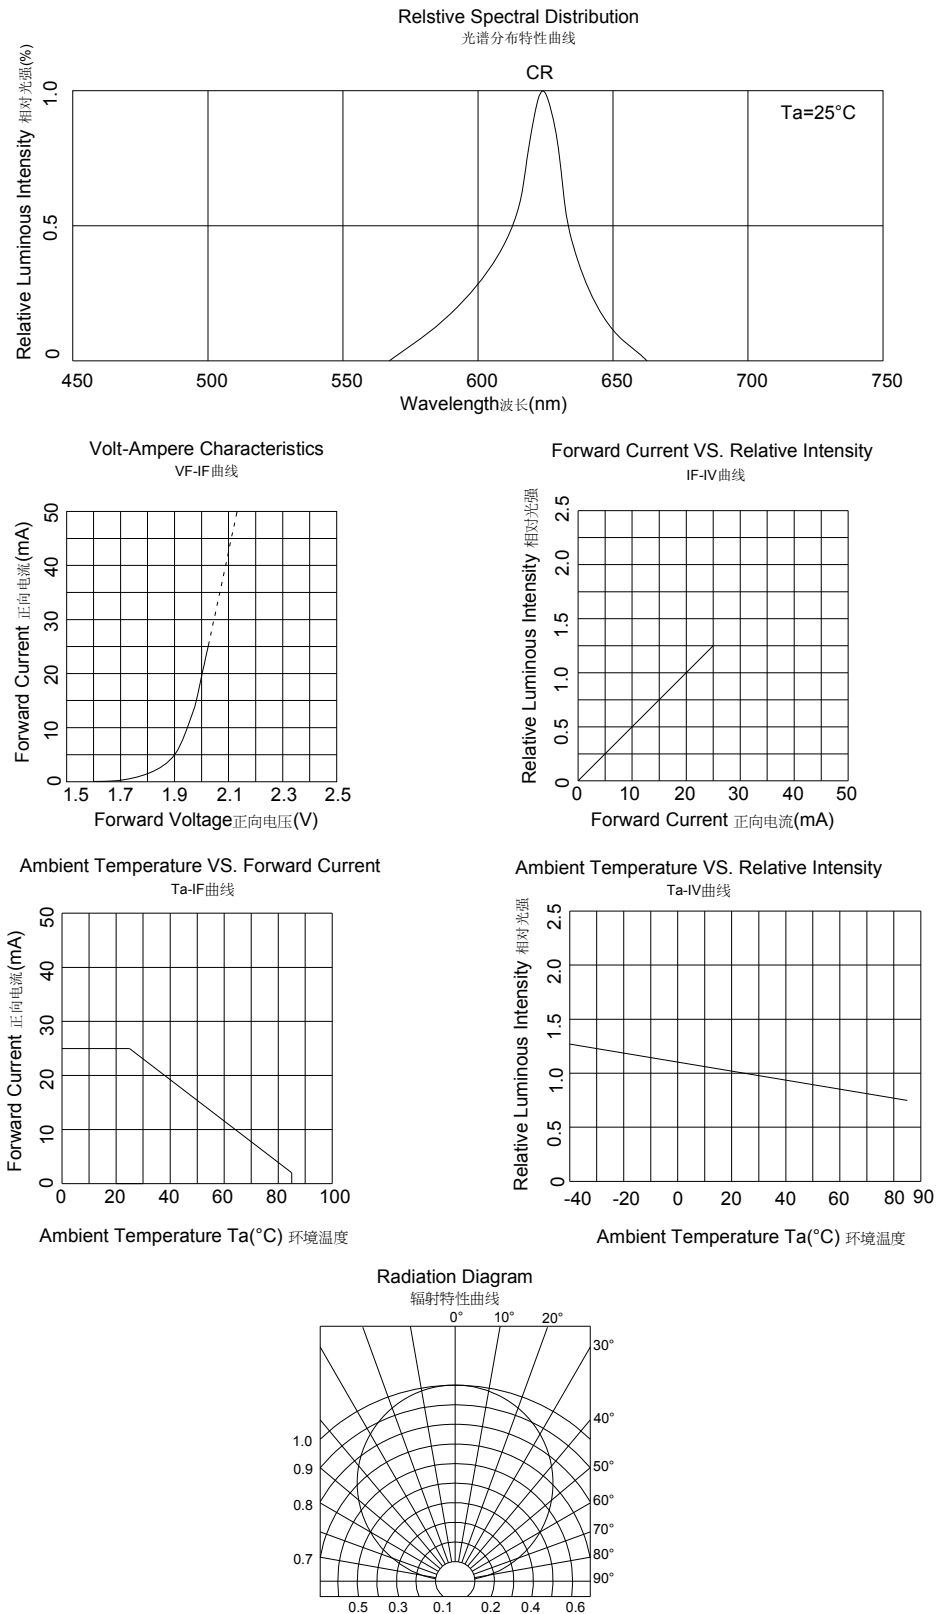 Relstive Spectral Distribution
光谱分布特性曲线
CR
Ta=25°C
Relative Luminous Intensity 相对光强(%)
1.0
0.5
0
450 500 550 600 650 700 750
Wavelength波长(nm)
Volt-Ampere Characteristics
VF-IF曲线
Forward Current 正向电流(mA)
50
40
30
20
10
0
1.5 1.7 1.9 2.1 2.3 2.5
Forward Voltage正向电压(V)
Forward Current VS. Relative Intensity
IF-IV曲线
Relative Luminous Intensity 相对光强
2.5
2.0
1.5
1.0
0.5
0
0 10 20 30 40 50
Forward Current 正向电流(mA)
Ambient Temperature VS. Forward Current
Ta-IF曲线
Forward Current 正向电流(mA)
50
40
30
20
10
0
0 20 40 60 80 100
Ambient Temperature Ta(°C) 环境温度
Ambient Temperature VS. Relative Intensity
Ta-IV曲线
Relative Luminous Intensity 相对光强
2.5
2.0
1.5
1.0
0.5
0
-40 -20 0 20 40 60 80 90
Ambient Temperature Ta(°C) 环境温度
Radiation Diagram
辐射特性曲线
0° 10° 20°
30°
40°
50°
60°
70°
80°
90°
1.0
0.9
0.8
0.7
0.5 0.3 0.1 0.2 0.4 0.6